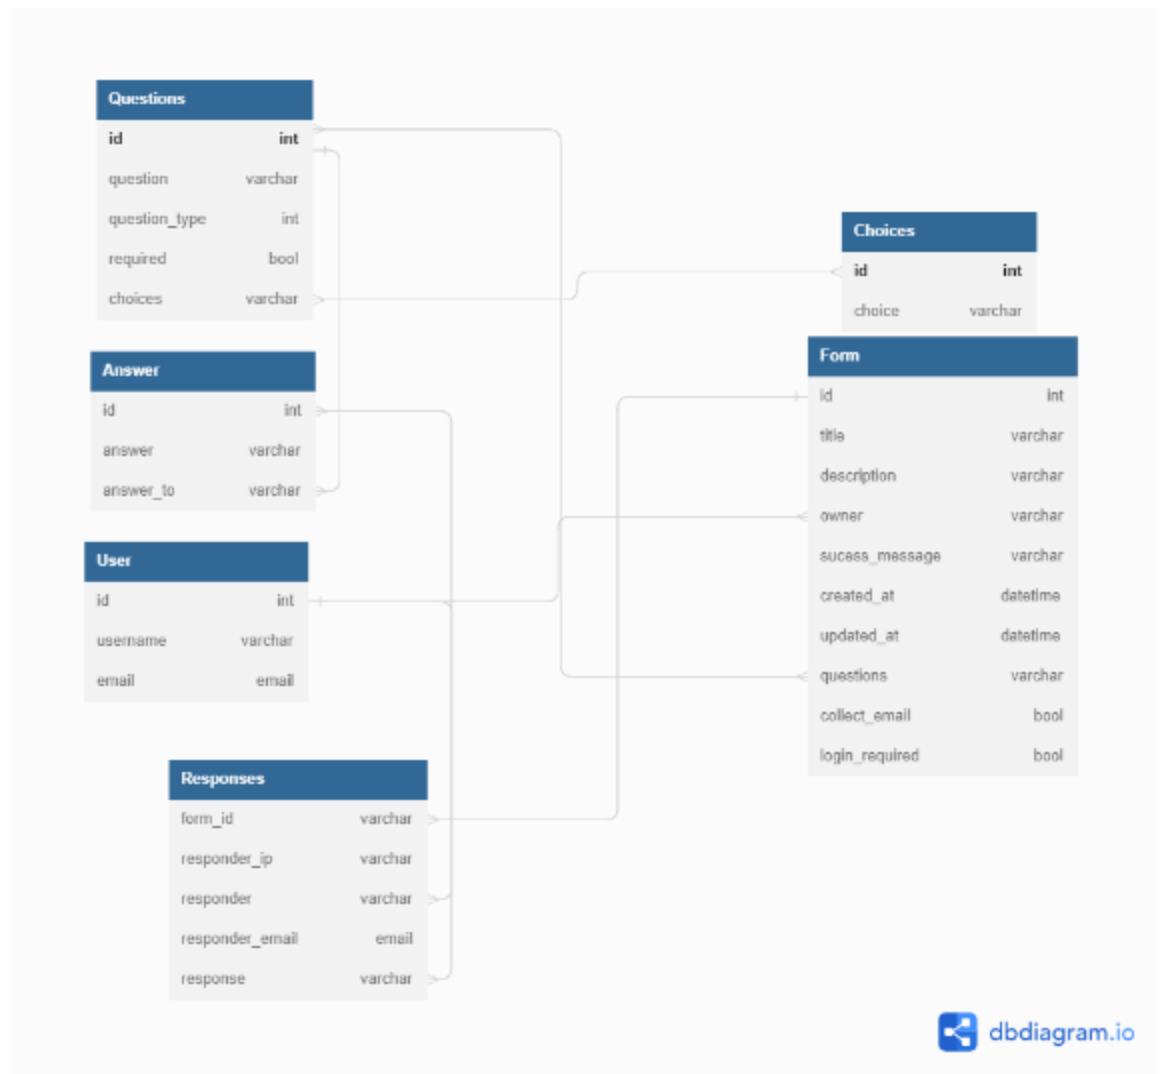 Questions
id int
question varchar
question_type int
required bool
choices varchar
Choices
id int
choice varchar
Answer
id int
answer varchar
answer_to varchar
Form
id int
title varchar
description varchar
owner varchar
sucess_message varchar
created_at datetime
updated_at datetime
questions varchar
collect_email bool
login_required bool
User
id int
username varchar
email email
Responses
form_id varchar
responder_ip varchar
responder varchar
responder_email email
response varchar
dbdiagram.io